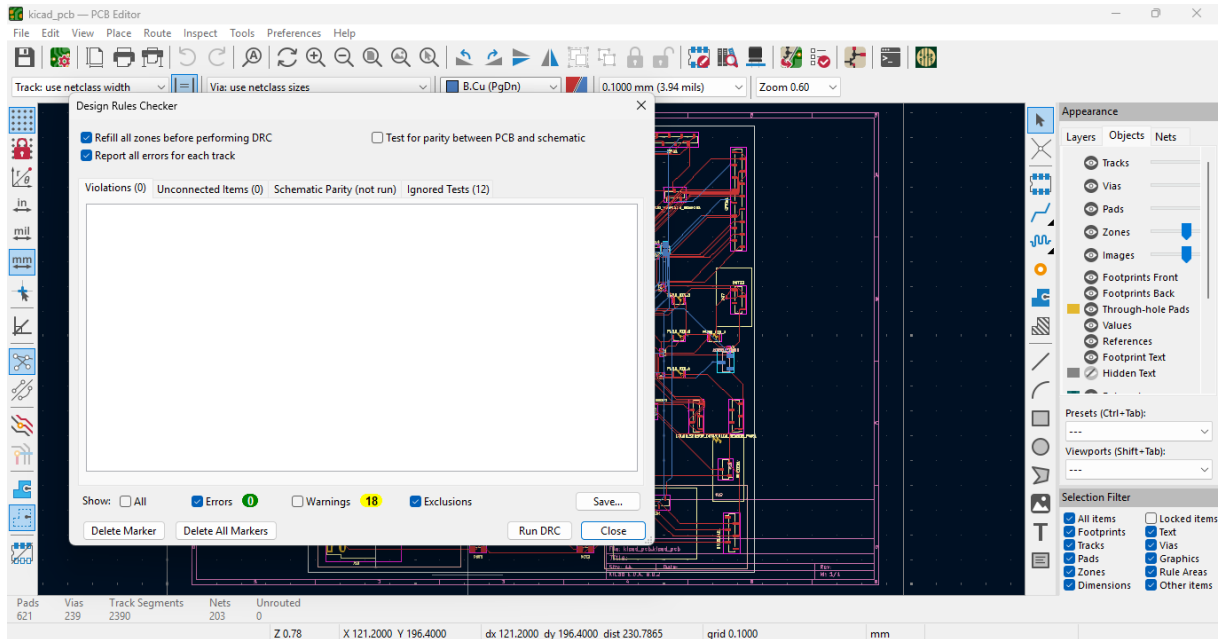 kicad_pcb — PCB Editor
File Edit View Place Route Inspect Tools Preferences Help
Track: use netclass width Via: use netclass sizes B.Cu (PgDn) 0.1000 mm (3.94 mils) Zoom 0.60
Design Rules Checker
Refill all zones before performing DRC Test for parity between PCB and schematic
Report all errors for each track
Violations (0) Unconnected Items (0) Schematic Parity (not run) Ignored Tests (12)
Show: All Errors 0 Warnings 18 Exclusions Save...
Delete Marker Delete All Markers Run DRC Close
in
mil
mm
Appearance
Layers Objects Nets
Tracks
Vias
Pads
Zones
Images
Footprints Front
Footprints Back
Through-hole Pads
Values
References
Footprint Text
Hidden Text
Presets (Ctrl+Tab):
---
Viewports (Shift+Tab):
---
Selection Filter
All items Locked items
Footprints Text
Tracks Vias
Pads Graphics
Zones Rule Areas
Dimensions Other items
Pads Vias Track Segments Nets Unrouted
621 239 2390 203 0
Z 0.78 X 121.2000 Y 196.4000 dx 121.2000 dy 196.4000 dist 230.7865 grid 0.1000 mm